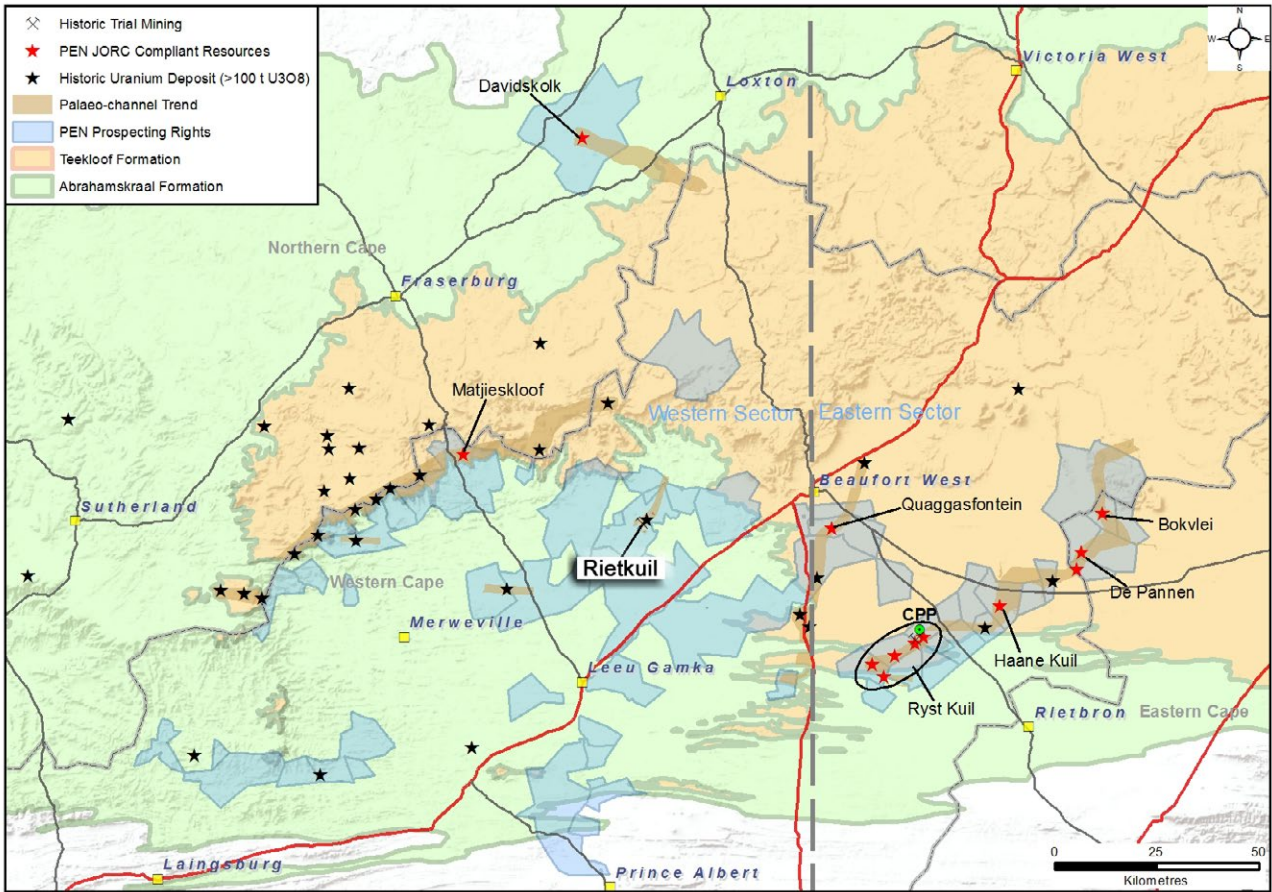 Historic Trial Mining
PEN JORC Compliant Resources
Historic Uranium Deposit (>100 t U3O8)
Palaeo-channel Trend
PEN Prospecting Rights
Teekloof Formation
Abrahamskraal Formation
N
W E
S
Victoria West
Loxton
Davidskolk
Northern Cape
Fraserburg
Matjieskloof
Western Sector
Eastern Sector
Beaufort West
Sutherland
Quaggasfontein
Bokvlei
Rietkuil
Western Cape
De Pannen
CPP
Merweville
Haane Kuil
Leeu Gamka
Ryst Kuil
Rietbron
Eastern Cape
Laingsburg
Prince Albert
0 25 50
Kilometres